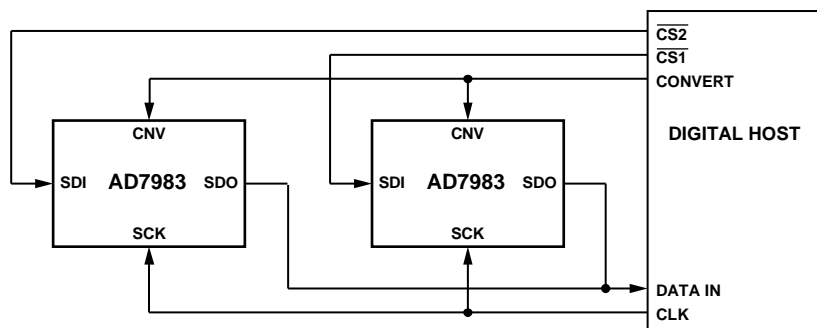 CS2
CS1
CONVERT
CNV
CNV
DIGITAL HOST
SDI AD7983 SDO
SDI AD7983 SDO
SCK
SCK
DATA IN
CLK